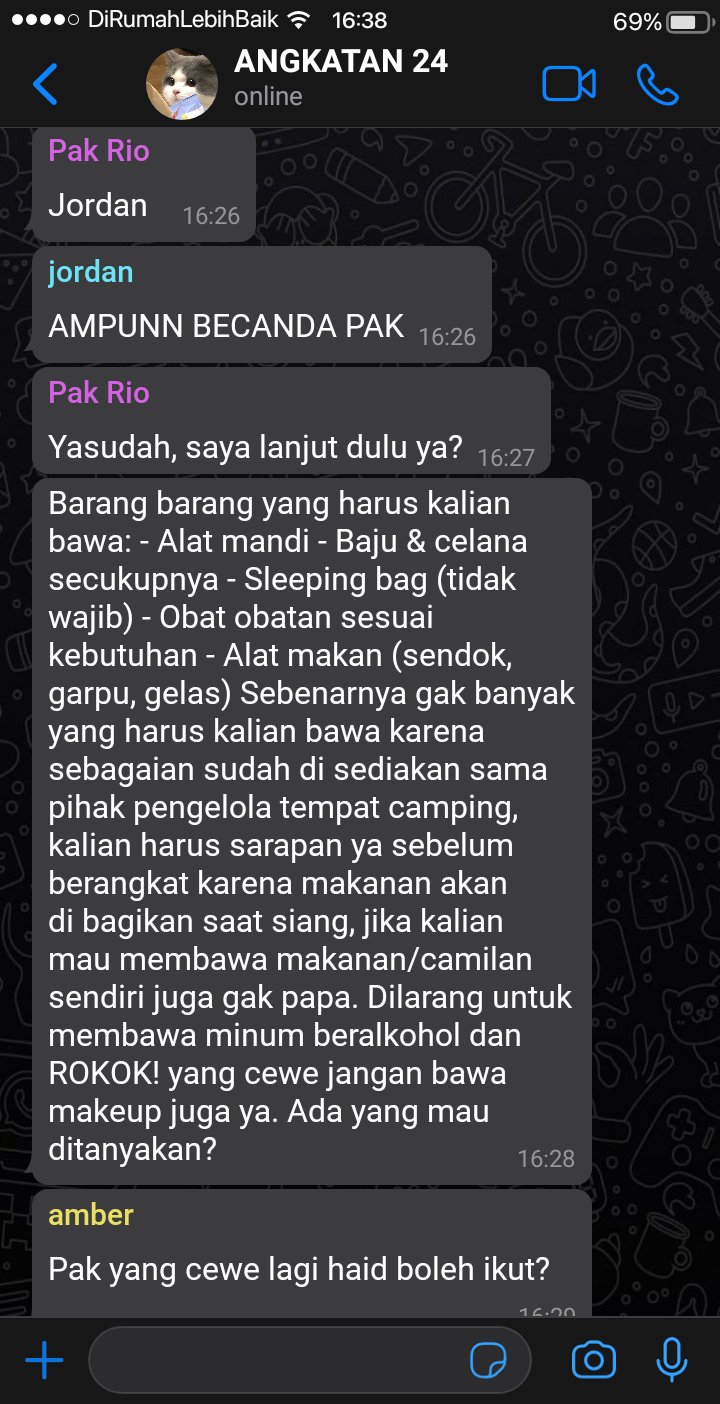 DiRumahLebihBaik 16:38 69%
ANGKATAN 24
online
Pak Rio
Jordan 16:26
jordan
AMPUNN BECANDA PAK 16:26
Pak Rio
Yasudah, saya lanjut dulu ya? 16:27
Barang barang yang harus kalian
bawa: - Alat mandi - Baju & celana
secukupnya - Sleeping bag (tidak
wajib) - Obat obatan sesuai
kebutuhan - Alat makan (sendok,
garpu, gelas) Sebenarnya gak banyak
yang harus kalian bawa karena
sebagaian sudah di sediakan sama
pihak pengelola tempat camping,
kalian harus sarapan ya sebelum
berangkat karena makanan akan
di bagikan saat siang, jika kalian
mau membawa makanan/camilan
sendiri juga gak papa. Dilarang untuk
membawa minum beralkohol dan
ROKOK! yang cewe jangan bawa
makeup juga ya. Ada yang mau
ditanyakan? 16:28
amber
Pak yang cewe lagi haid boleh ikut?
16:29